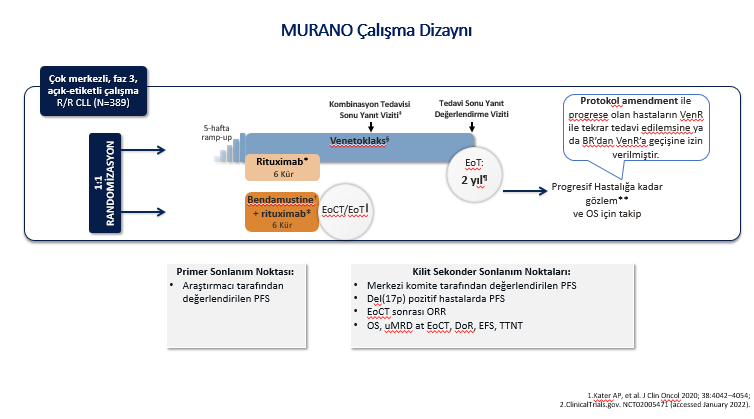 MURANO Çalışma Dizaynı
Çok merkezli, faz 3,
açık-etiketli çalışma
R/R CLL (N=389)
1:1
RANDOMİZASYON
5-hafta
ramp-up
Kombinasyon Tedavisi
Sonu Yanıt Viziti‡
Tedavi Sonu Yanıt
Değerlendirme Viziti
Venetoklaks§
Rituximab*
6 Kür
Bendamustine†
+ rituximab*
6 Kür
EoCT/EoT‖
EoT:
2 yıl¶
Protokol amendment ile
progrese olan hastaların VenR
ile tekrar tedavi edilemsine ya
da BR'dan VenR'a geçişine izin
verilmiştir.
Progresif Hastalığa kadar
gözlem**
ve OS için takip
Primer Sonlanım Noktası:
• Araştırmacı tarafından
değerlendirilen PFS
Kilit Sekonder Sonlanım Noktaları:
• Merkezi komite tarafından değerlendirilen PFS
• Del(17p) pozitif hastalarda PFS
• EoCT sonrası ORR
• OS, uMRD at EoCT, DoR, EFS, TTNT
1.Kater AP, et al. J Clin Oncol 2020; 38:4042–4054;
2.ClinicalTrials.gov. NCT02005471 (accessed January 2022).